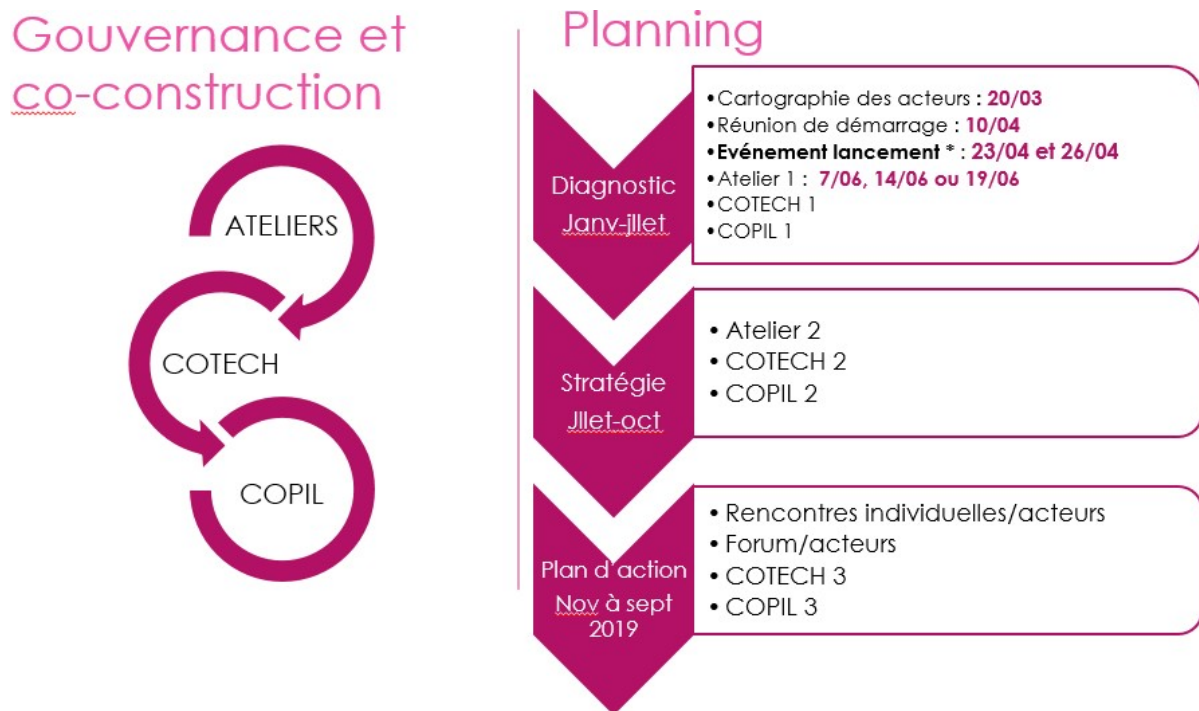 Gouvernance et
co-construction
ATELIERS
COTECH
COPIL
Planning
Diagnostic
Janv-jllet
•Cartographie des acteurs : 20/03
•Réunion de démarrage : 10/04
•Evénement lancement * : 23/04 et 26/04
•Atelier 1 : 7/06, 14/06 ou 19/06
•COTECH 1
•COPIL 1
Stratégie
Jllet-oct
• Atelier 2
• COTECH 2
• COPIL 2
Plan d'action
Nov à sept
2019
• Rencontres individuelles/acteurs
• Forum/acteurs
• COTECH 3
• COPIL 3